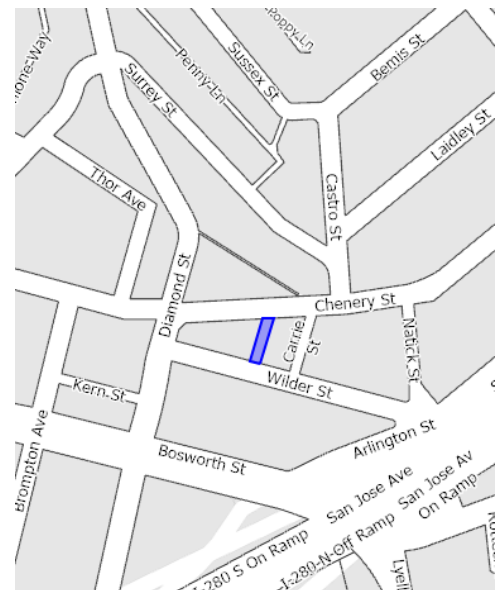 Poppy Ln
Sussex St
Bemis St
Penny Ln
Surrey St
Laidley St
Thor Ave
Castro St
Diamond St
Chenery St
Carrie
St
Natick St
Wilder St
Kern St
Arlington St
Bosworth St
Brompton Ave
San Jose Ave
San Jose Av
On Ramp
I-280 S On Ramp
I-280-N-Off Ramp